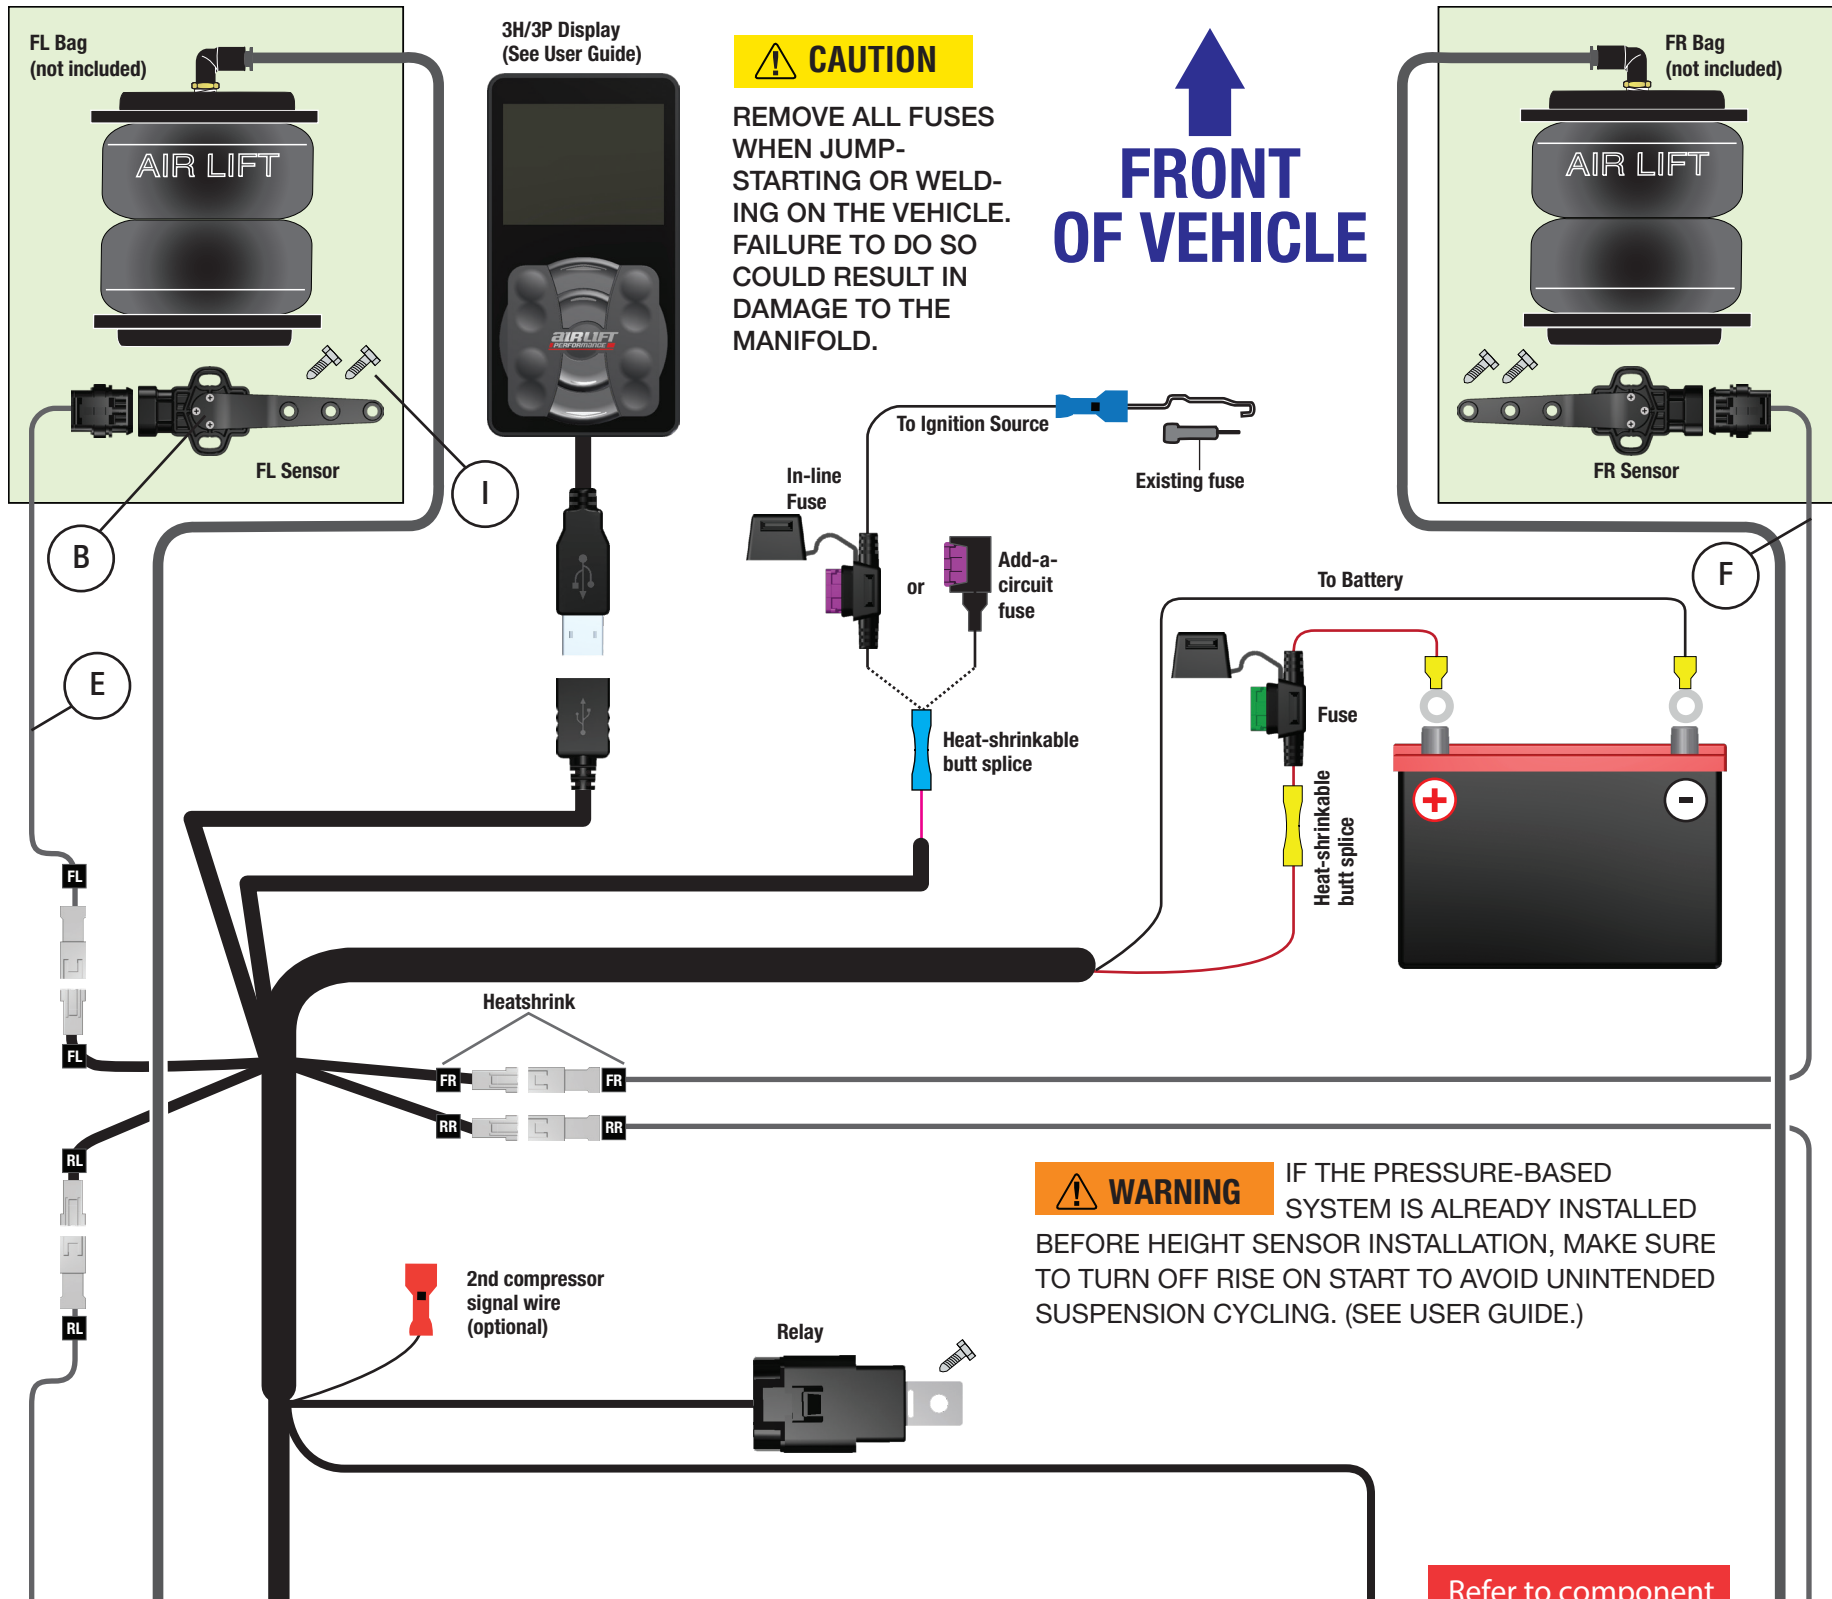 FL Bag
(not included)
AIR LIFT
FL Sensor
B
I
E
3H/3P Display
(See User Guide)
AIRLIFT
PERFORMANCE
CAUTION
REMOVE ALL FUSES
WHEN JUMP-
STARTING OR WELD-
ING ON THE VEHICLE.
FAILURE TO DO SO
COULD RESULT IN
DAMAGE TO THE
MANIFOLD.
FRONT
OF VEHICLE
FR Bag
(not included)
AIR LIFT
FR Sensor
F
To Ignition Source
Existing fuse
In-line
Fuse
or
Add-a-
circuit
fuse
Heat-shrinkable
butt splice
To Battery
Fuse
Heat-shrinkable
butt splice
+
-
FL
FL
Heatshrink
FR
FR
RR
RR
RL
RL
WARNING
IF THE PRESSURE-BASED
SYSTEM IS ALREADY INSTALLED
BEFORE HEIGHT SENSOR INSTALLATION, MAKE SURE
TO TURN OFF RISE ON START TO AVOID UNINTENDED
SUSPENSION CYCLING. (SEE USER GUIDE.)
2nd compressor
signal wire
(optional)
Relay
Refer to component